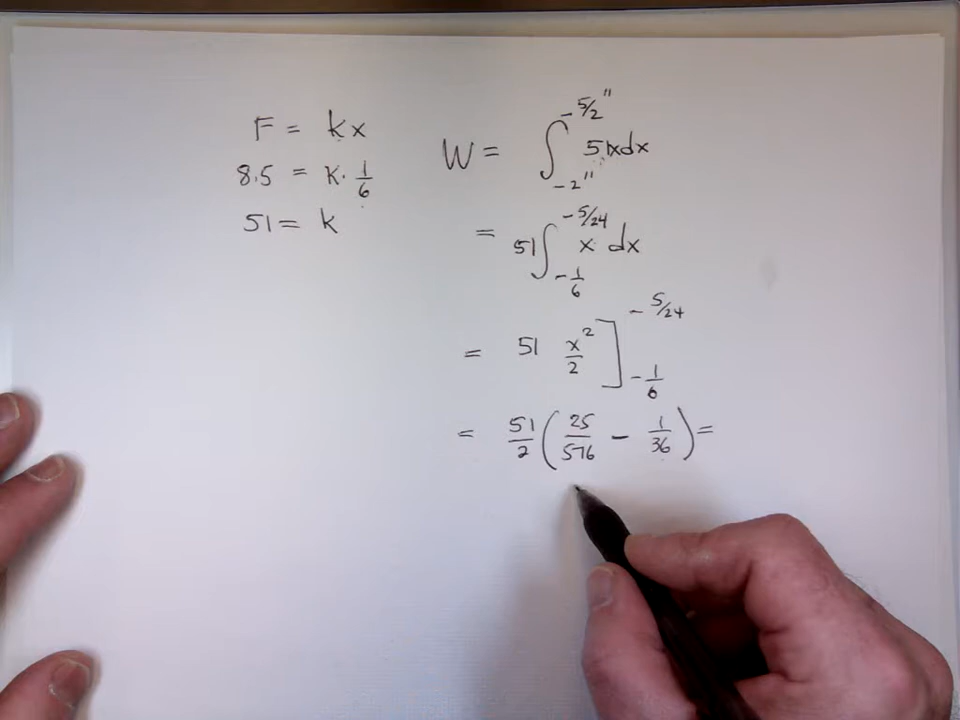 F = kx
8.5 = k · 1/6
51 = k
W = ∫_{-2"}^{-5/2"} 51x dx
= 51 ∫_{-1/6}^{-5/24} x dx
= 51 x²/2 ]_{-1/6}^{-5/24}
= 51/2 ( 25/576 - 1/36 ) =